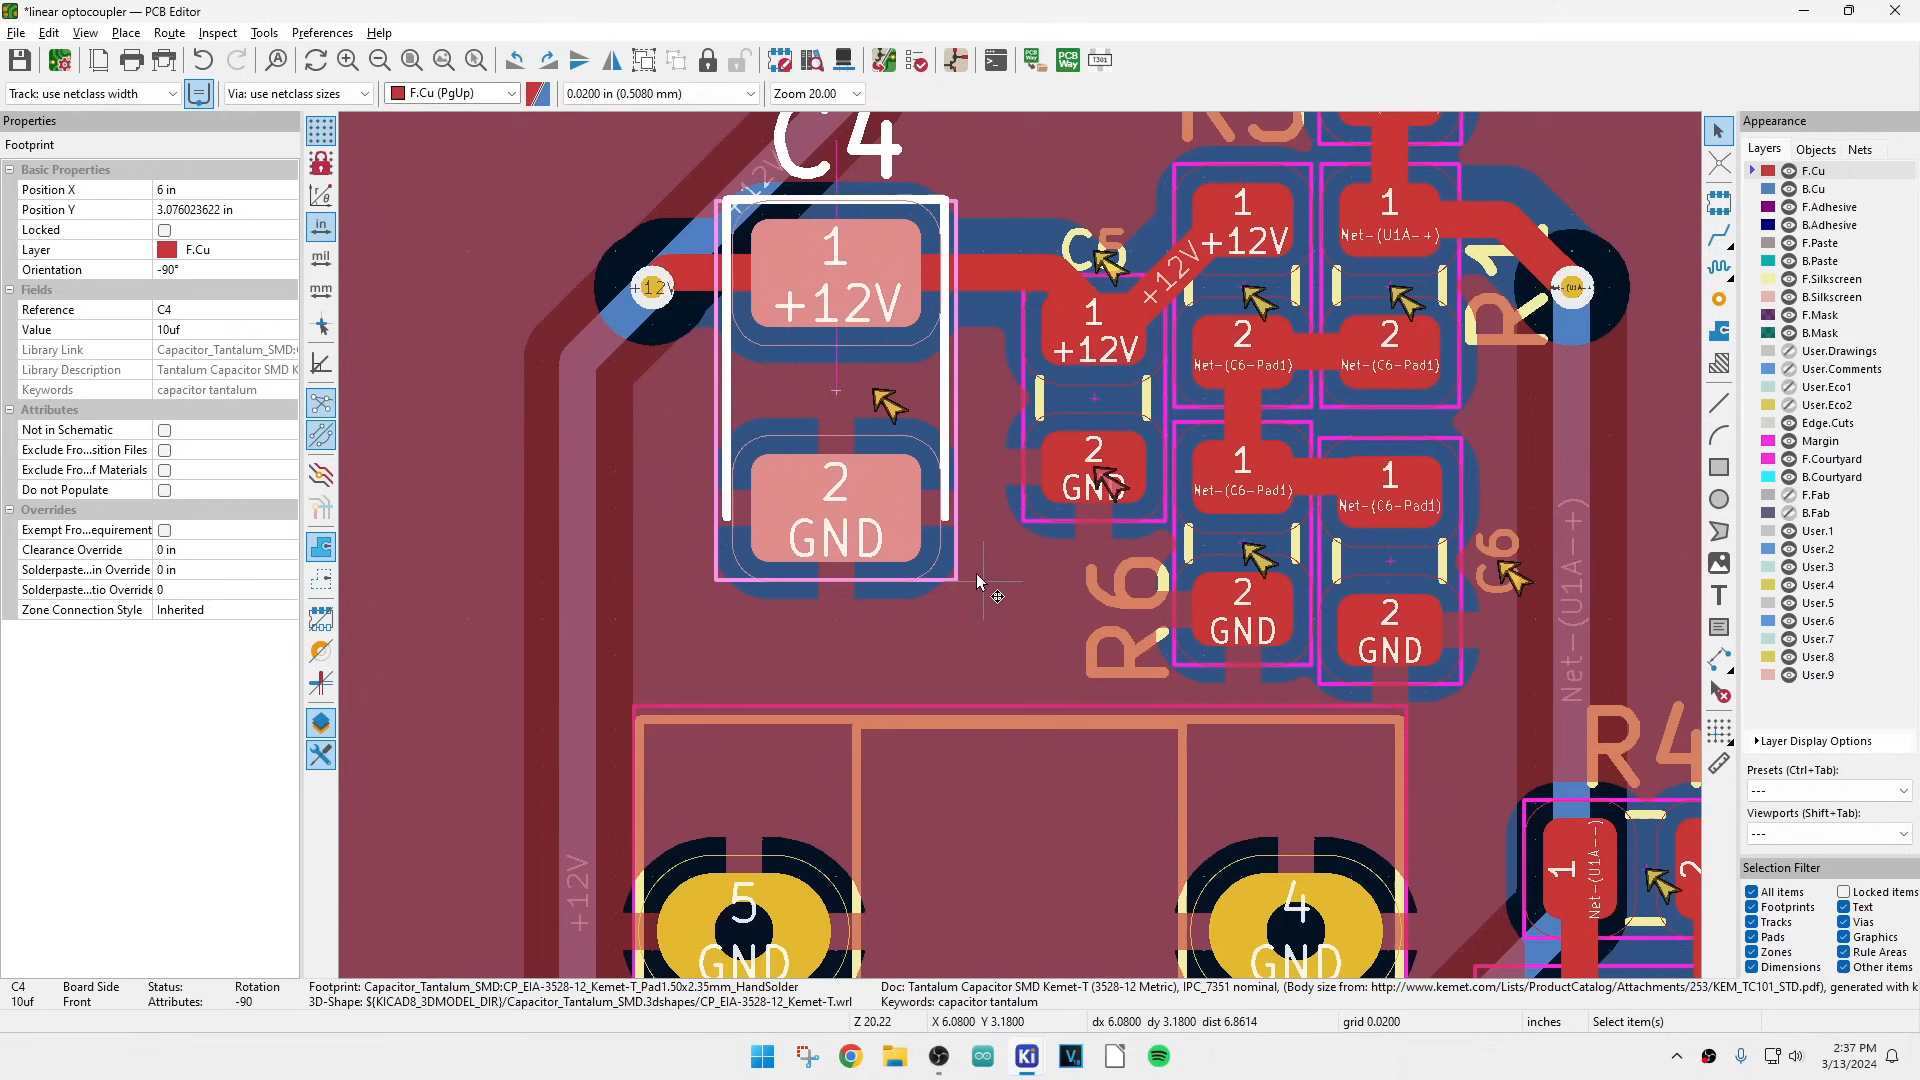 *linear optocoupler — PCB Editor
File Edit View Place Route Inspect Tools Preferences Help
Track: use netclass width Via: use netclass sizes F.Cu (PgUp) 0.0200 in (0.5080 mm) Zoom 20.00
Properties
Footprint
Basic Properties
Position X 6 in
Position Y 3.076023622 in
Locked
Layer F.Cu
Orientation -90°
Fields
Reference C4
Value 10uf
Library Link Capacitor_Tantalum_SMD:
Library Description Tantalum Capacitor SMD K
Keywords capacitor tantalum
Attributes
Not in Schematic
Exclude Fro...sition Files
Exclude Fro...f Materials
Do not Populate
Overrides
Exempt Fro...equirement
Clearance Override 0 in
Solderpaste...in Override 0 in
Solderpaste...tio Override 0
Zone Connection Style Inherited
in
mil
mm
C4
+12V
1
+12V
+12V
2
GND
C5
1
+12V
2
GND
+12V
1
+12V
2
Net-(C6-Pad1)
1
Net-(U1A-+)
2
Net-(C6-Pad1)
1
Net-(C6-Pad1)
2
GND
1
Net-(C6-Pad1)
2
GND
R6
C6
Net-(U1A-+)
R4
1
Net-(U1A-+)
2
+12V
5
GND
4
GND
Appearance
Layers Objects Nets
F.Cu
B.Cu
F.Adhesive
B.Adhesive
F.Paste
B.Paste
F.Silkscreen
B.Silkscreen
F.Mask
B.Mask
User.Drawings
User.Comments
User.Eco1
User.Eco2
Edge.Cuts
Margin
F.Courtyard
B.Courtyard
F.Fab
B.Fab
User.1
User.2
User.3
User.4
User.5
User.6
User.7
User.8
User.9
Layer Display Options
Presets (Ctrl+Tab):
---
Viewports (Shift+Tab):
---
Selection Filter
All items Locked items
Footprints Text
Tracks Vias
Pads Graphics
Zones Rule Areas
Dimensions Other items
C4 Board Side Status: Rotation Footprint: Capacitor_Tantalum_SMD:CP_EIA-3528-12_Kemet-T_Pad1.50x2.35mm_HandSolder Doc: Tantalum Capacitor SMD Kemet-T (3528-12 Metric), IPC_7351 nominal, (Body size from: http://www.kemet.com/Lists/ProductCatalog/Attachments/253/KEM_TC101_STD.pdf), generated with k
10uf Front Attributes: -90 3D-Shape: ${KICAD8_3DMODEL_DIR}/Capacitor_Tantalum_SMD.3dshapes/CP_EIA-3528-12_Kemet-T.wrl Keywords: capacitor tantalum
Z 20.22 X 6.0800 Y 3.1800 dx 6.0800 dy 3.1800 dist 6.8614 grid 0.0200 inches Select item(s)
2:37 PM
3/13/2024